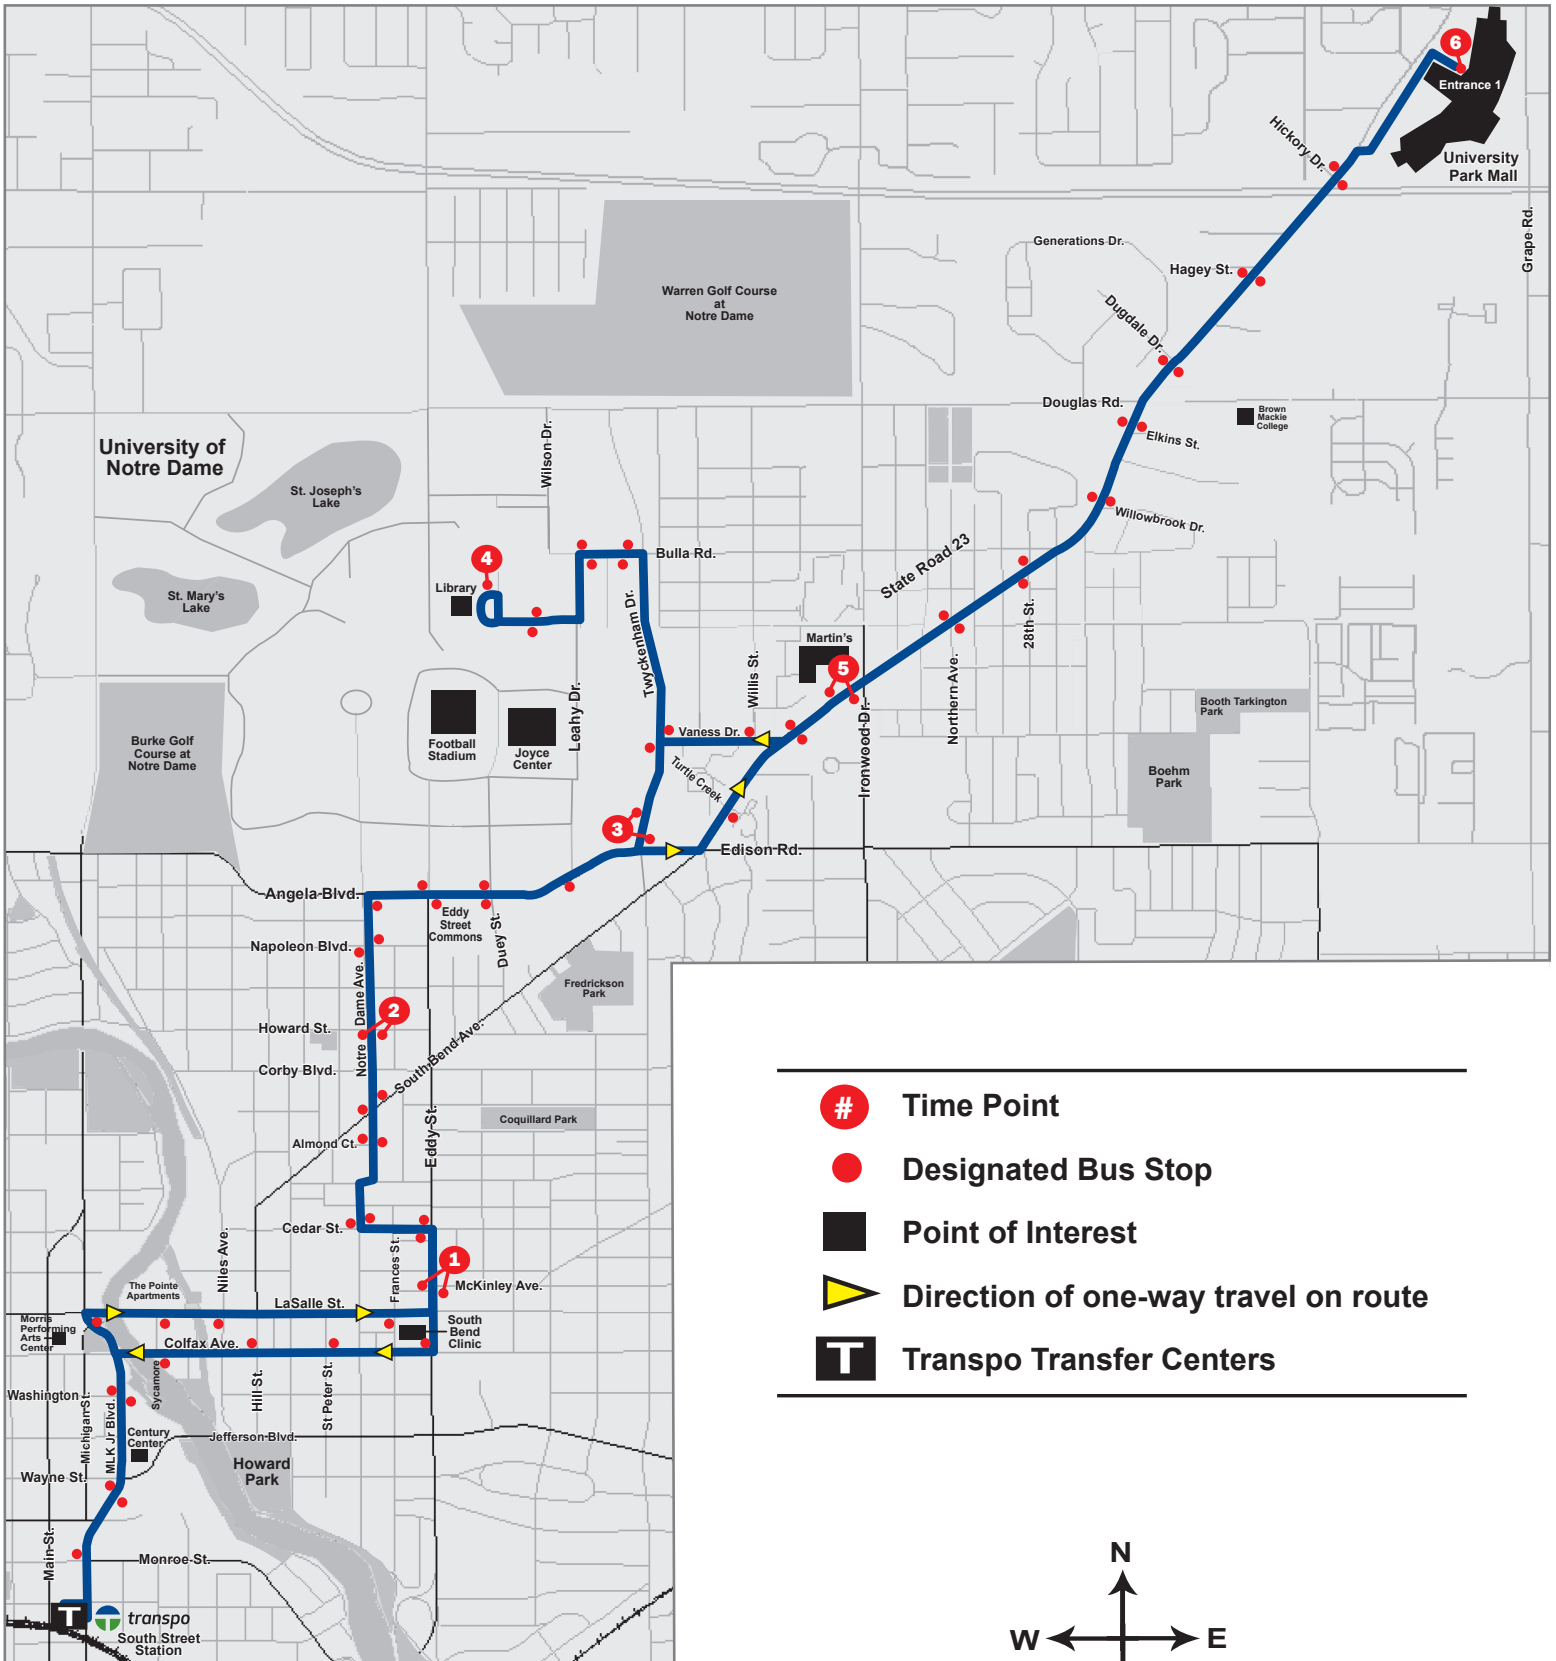 6
Entrance 1
University
Park Mall
Hickory Dr.
Grape Rd.
Generations Dr.
Hagey St.
Dugdale Dr.
Warren Golf Course
at
Notre Dame
Douglas Rd.
Elkins St.
Brown
Mackie
College
Willowbrook Dr.
University of
Notre Dame
St. Joseph's
Lake
Wilson Dr.
4
Library
St. Mary's
Lake
Bulla Rd.
State Road 23
28th St.
Northern Ave.
Twyckenham Dr.
Willis St.
Martin's
5
Ironwood Dr.
Booth Tarkington
Park
Boehm
Park
Burke Golf
Course at
Notre Dame
Football
Stadium
Joyce
Center
Leahy Dr.
Vaness Dr.
Turtle Creek
3
Edison Rd.
Angela Blvd.
Eddy
Street
Commons
Duey St.
Napoleon Blvd.
Notre Dame Ave.
2
Fredrickson
Park
Howard St.
Corby Blvd.
South Bend Ave.
Coquillard Park
Almond Ct.
Eddy St.
Cedar St.
Niles Ave.
Frances St.
1
McKinley Ave.
The Pointe
Apartments
LaSalle St.
Morris
Performing
Arts
Center
Colfax Ave.
South
Bend
Clinic
Washington
Michigan St.
MLK Jr Blvd.
Sycamore
Hill St.
St Peter St.
Century
Center
Jefferson Blvd.
Howard
Park
Wayne St.
Main St.
Monroe St.
T
transpo
South Street
Station
#
Time Point
Designated Bus Stop
Point of Interest
Direction of one-way travel on route
T
Transpo Transfer Centers
N
W
E